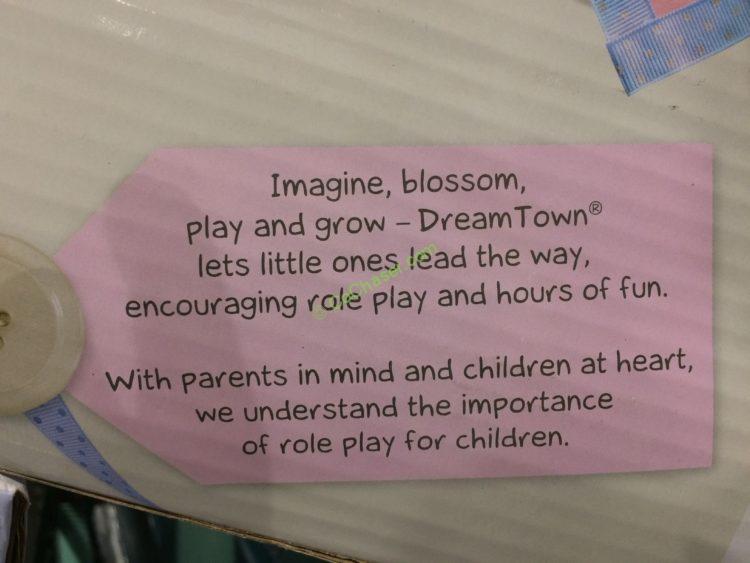 Imagine, blossom,
play and grow – DreamTown®
lets little ones lead the way,
encouraging role play and hours of fun.
With parents in mind and children at heart,
we understand the importance
of role play for children.